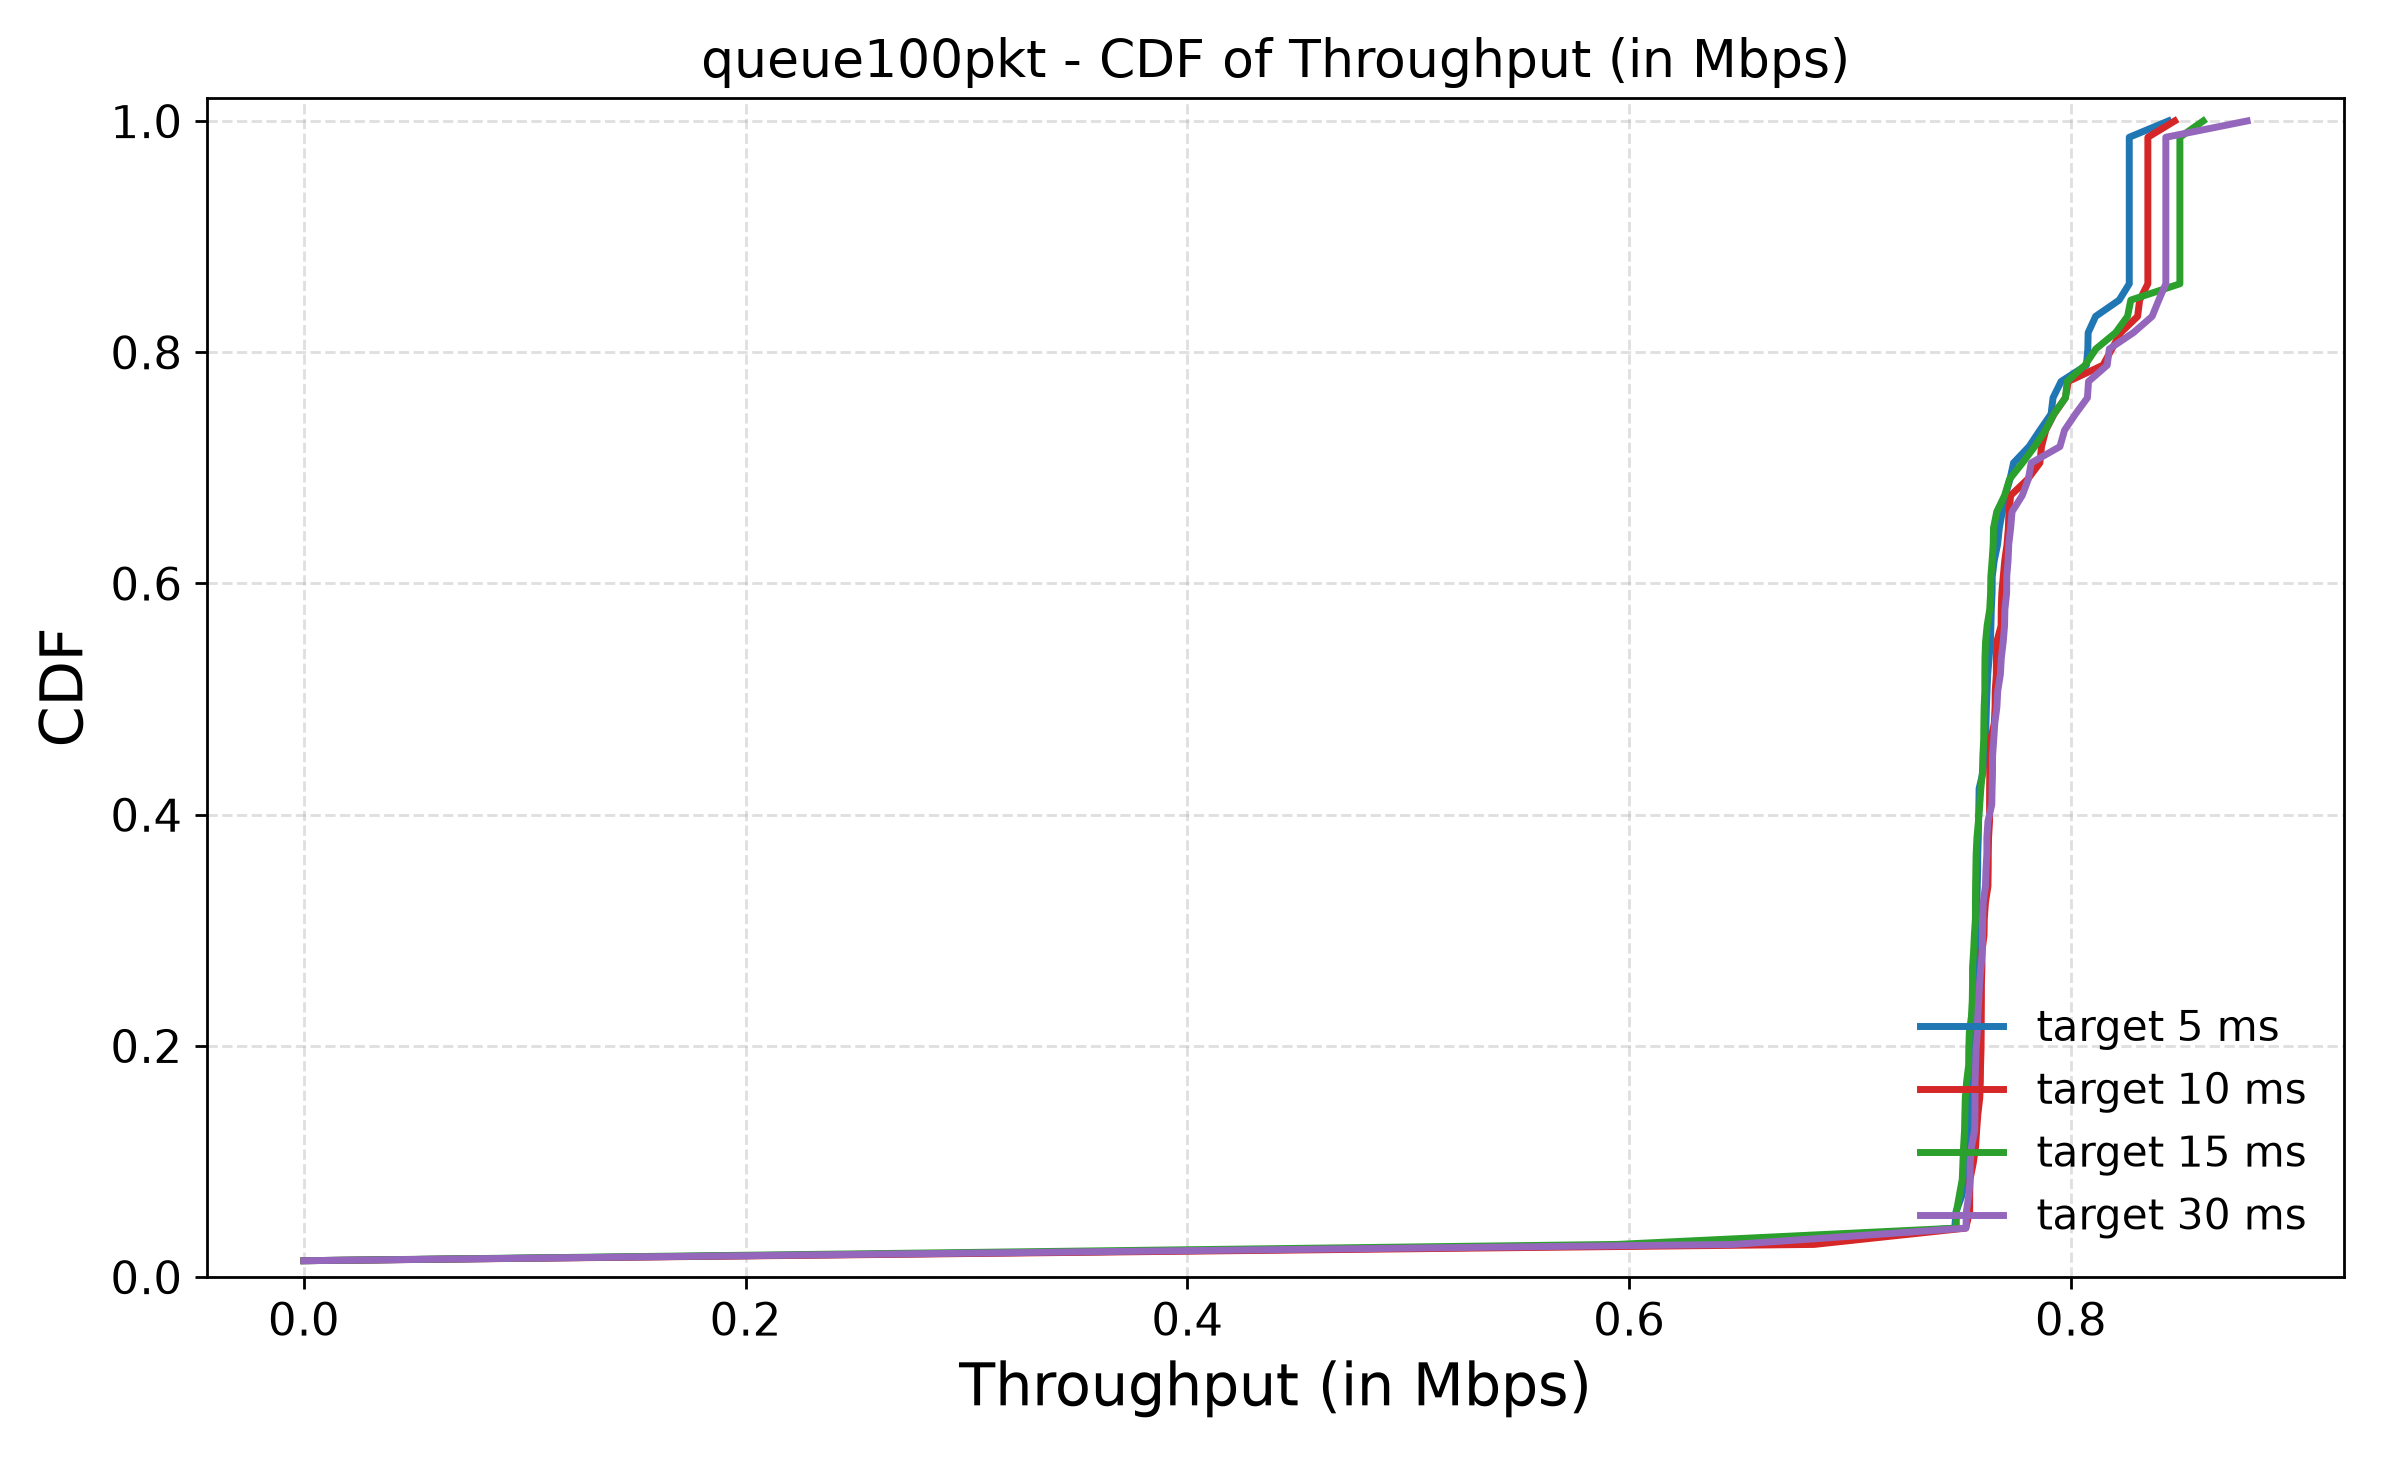 queue100pkt - CDF of Throughput (in Mbps)
CDF
1.0
0.8
0.6
0.4
0.2
0.0
target 5 ms
target 10 ms
target 15 ms
target 30 ms
0.0 0.2 0.4 0.6 0.8
Throughput (in Mbps)